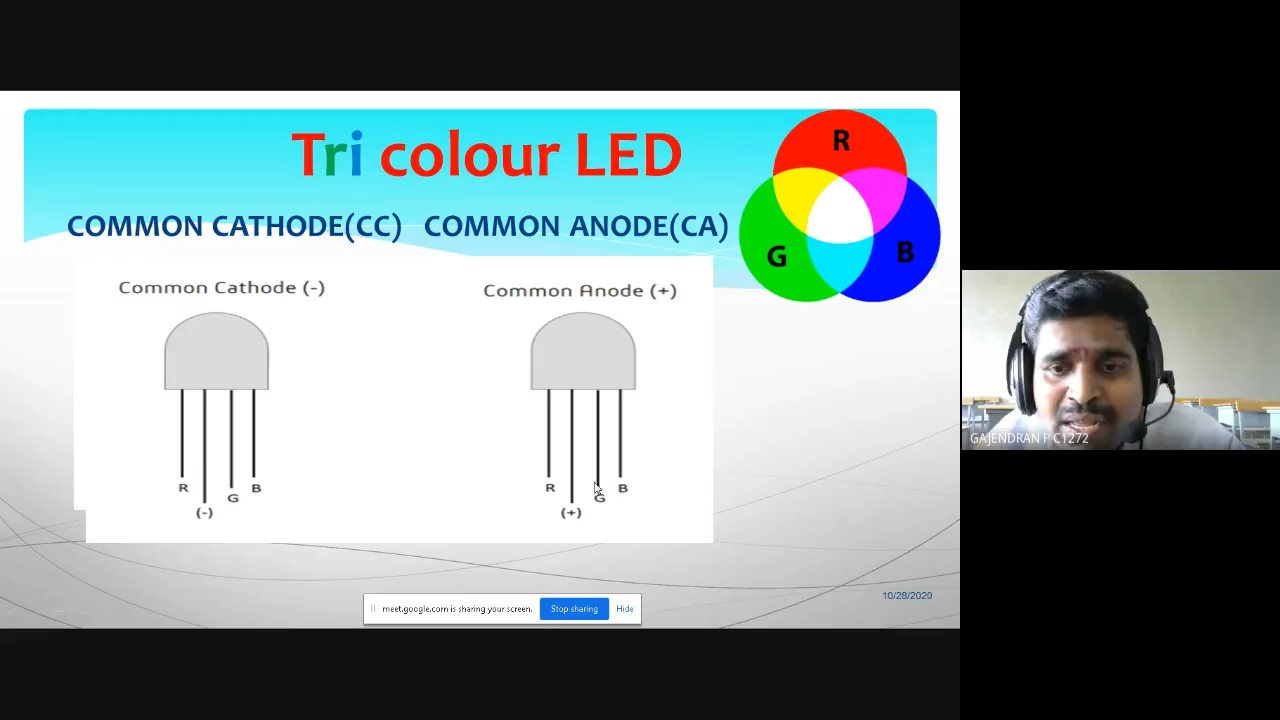 Tri colour LED
COMMON CATHODE(CC) COMMON ANODE(CA)
R
G
B
Common Cathode (-)
Common Anode (+)
R
(-)
G
B
R
(+)
G
B
GAJENDRAN P C1272
10/28/2020
meet.google.com is sharing your screen.
Stop sharing
Hide